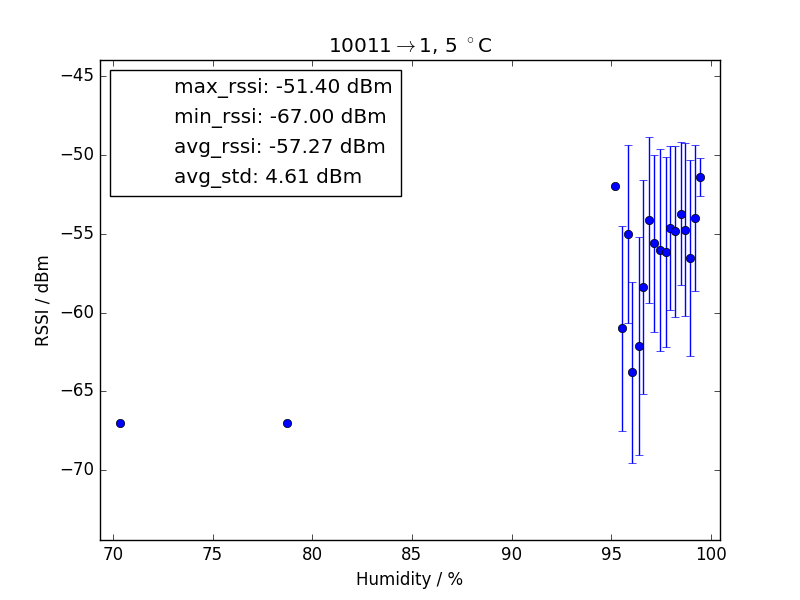 10011→1, 5 °C
max_rssi: -51.40 dBm
min_rssi: -67.00 dBm
avg_rssi: -57.27 dBm
avg_std: 4.61 dBm
RSSI / dBm
−45
−50
−55
−60
−65
−70
70 75 80 85 90 95 100
Humidity / %